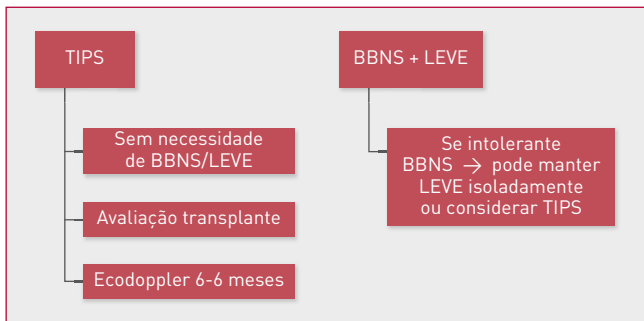 TIPS
Sem necessidade
de BBNS/LEVE
Avaliação transplante
Ecodoppler 6-6 meses
BBNS + LEVE
Se intolerante
BBNS → pode manter
LEVE isoladamente
ou considerar TIPS